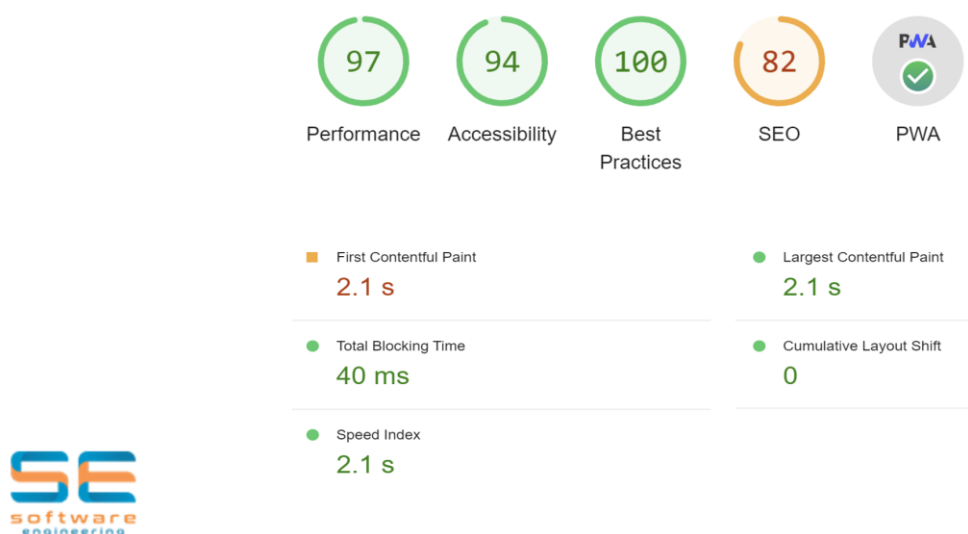 97 94 100 82 PWA
Performance Accessibility Best Practices SEO PWA
First Contentful Paint
2.1 s
Largest Contentful Paint
2.1 s
Total Blocking Time
40 ms
Cumulative Layout Shift
0
Speed Index
2.1 s
SE
software
engineering